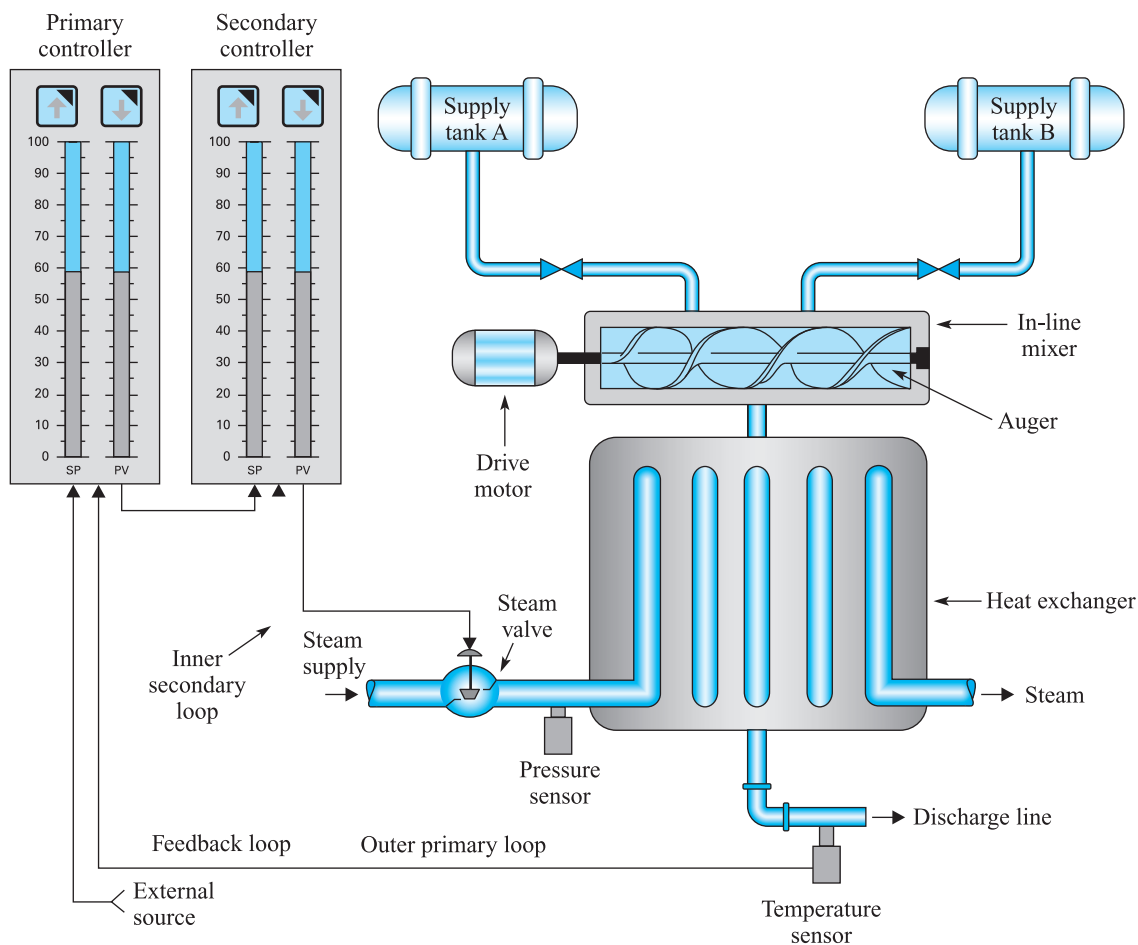 Primary
controller
Secondary
controller
100
90
80
70
60
50
40
30
20
10
0
SP
PV
100
90
80
70
60
50
40
30
20
10
0
SP
PV
Supply
tank A
Supply
tank B
In-line
mixer
Auger
Drive
motor
Heat exchanger
Steam
valve
Steam
supply
Inner
secondary
loop
Steam
Pressure
sensor
Discharge line
Feedback loop
Outer primary loop
External
source
Temperature
sensor